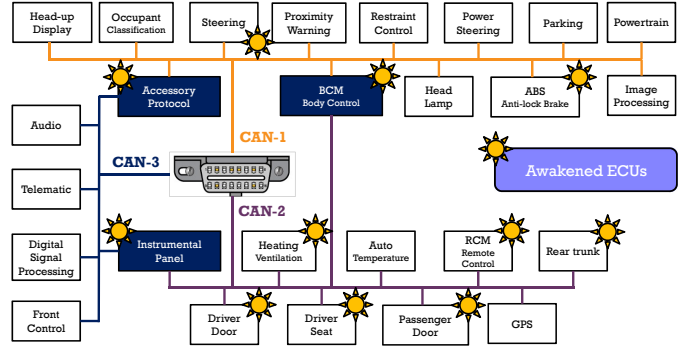 Head-up
Display
Occupant
Classification
Steering
Proximity
Warning
Restraint
Control
Power
Steering
Parking
Powertrain
Accessory
Protocol
BCM
Body Control
Head
Lamp
ABS
Anti-lock Brake
Image
Processing
Audio
CAN-1
CAN-3
Awakened ECUs
Telematic
CAN-2
Digital
Signal
Processing
Instrumental
Panel
Heating
Ventilation
Auto
Temperature
RCM
Remote
Control
Rear trunk
Front
Control
Driver
Door
Driver
Seat
Passenger
Door
GPS